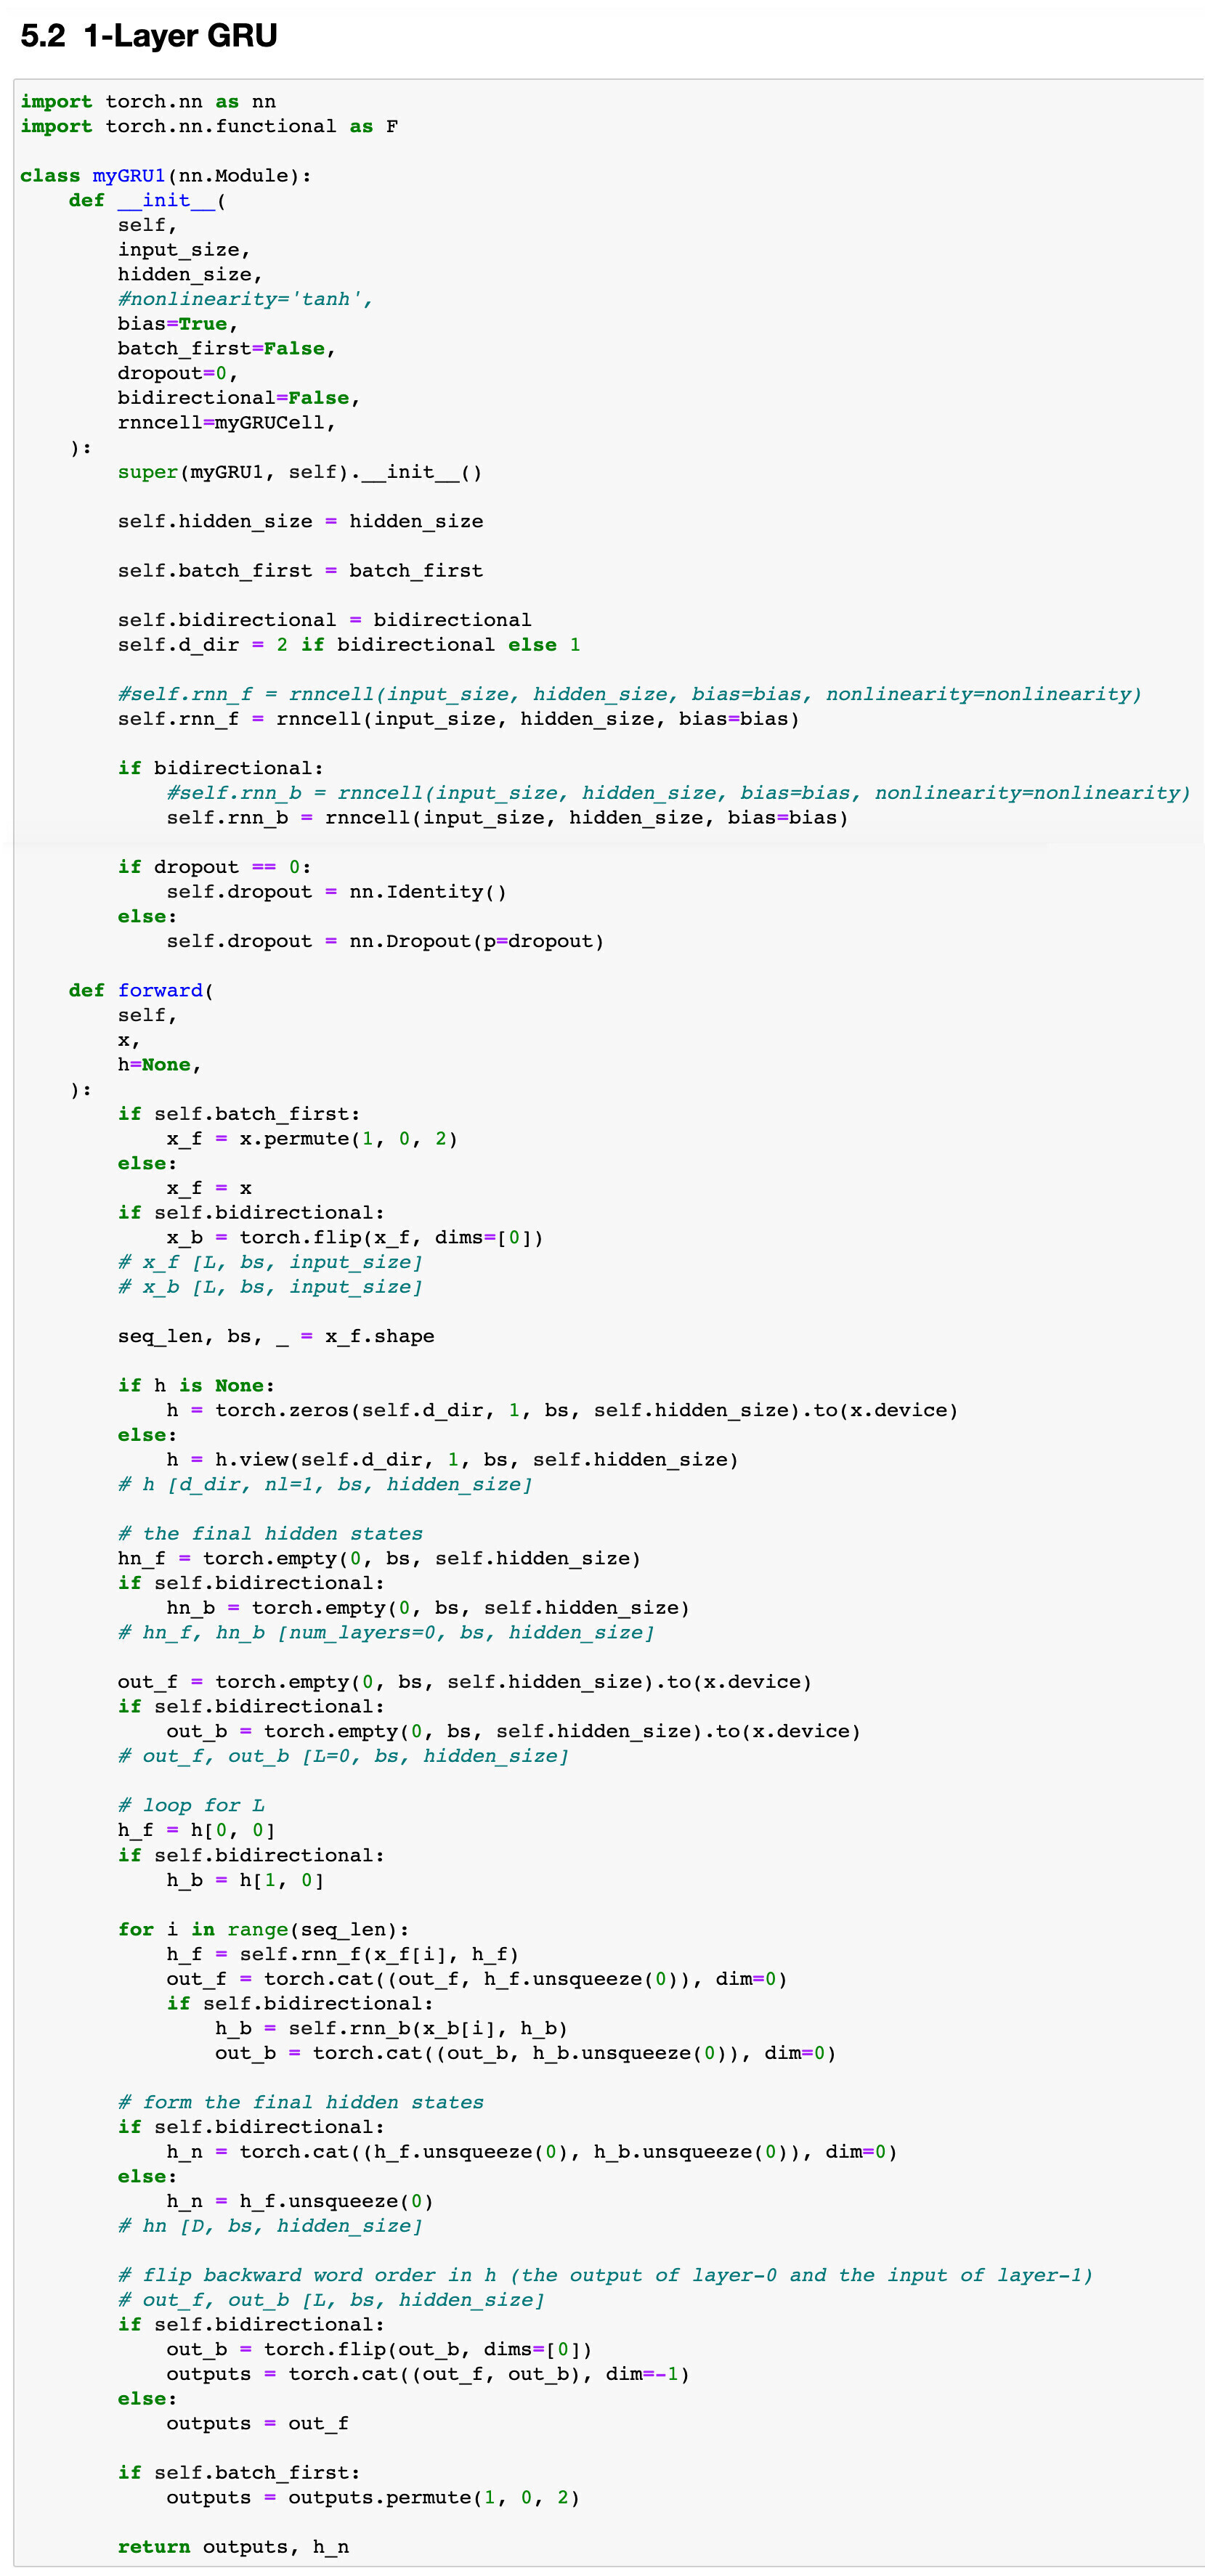 5.2 1-Layer GRU
import torch.nn as nn
import torch.nn.functional as F

class myGRU1(nn.Module):
    def __init__(
        self,
        input_size,
        hidden_size,
        #nonlinearity='tanh',
        bias=True,
        batch_first=False,
        dropout=0,
        bidirectional=False,
        rnncell=myGRUCell,
    ):
        super(myGRU1, self).__init__()

        self.hidden_size = hidden_size

        self.batch_first = batch_first

        self.bidirectional = bidirectional
        self.d_dir = 2 if bidirectional else 1

        #self.rnn_f = rnncell(input_size, hidden_size, bias=bias, nonlinearity=nonlinearity)
        self.rnn_f = rnncell(input_size, hidden_size, bias=bias)

        if bidirectional:
            #self.rnn_b = rnncell(input_size, hidden_size, bias=bias, nonlinearity=nonlinearity)
            self.rnn_b = rnncell(input_size, hidden_size, bias=bias)

        if dropout == 0:
            self.dropout = nn.Identity()
        else:
            self.dropout = nn.Dropout(p=dropout)

    def forward(
        self,
        x,
        h=None,
    ):
        if self.batch_first:
            x_f = x.permute(1, 0, 2)
        else:
            x_f = x
        if self.bidirectional:
            x_b = torch.flip(x_f, dims=[0])
        # x_f [L, bs, input_size]
        # x_b [L, bs, input_size]

        seq_len, bs, _ = x_f.shape

        if h is None:
            h = torch.zeros(self.d_dir, 1, bs, self.hidden_size).to(x.device)
        else:
            h = h.view(self.d_dir, 1, bs, self.hidden_size)
        # h [d_dir, nl=1, bs, hidden_size]

        # the final hidden states
        hn_f = torch.empty(0, bs, self.hidden_size)
        if self.bidirectional:
            hn_b = torch.empty(0, bs, self.hidden_size)
        # hn_f, hn_b [num_layers=0, bs, hidden_size]

        out_f = torch.empty(0, bs, self.hidden_size).to(x.device)
        if self.bidirectional:
            out_b = torch.empty(0, bs, self.hidden_size).to(x.device)
        # out_f, out_b [L=0, bs, hidden_size]

        # loop for L
        h_f = h[0, 0]
        if self.bidirectional:
            h_b = h[1, 0]

        for i in range(seq_len):
            h_f = self.rnn_f(x_f[i], h_f)
            out_f = torch.cat((out_f, h_f.unsqueeze(0)), dim=0)
            if self.bidirectional:
                h_b = self.rnn_b(x_b[i], h_b)
                out_b = torch.cat((out_b, h_b.unsqueeze(0)), dim=0)

        # form the final hidden states
        if self.bidirectional:
            h_n = torch.cat((h_f.unsqueeze(0), h_b.unsqueeze(0)), dim=0)
        else:
            h_n = h_f.unsqueeze(0)
        # hn [D, bs, hidden_size]

        # flip backward word order in h (the output of layer-0 and the input of layer-1)
        # out_f, out_b [L, bs, hidden_size]
        if self.bidirectional:
            out_b = torch.flip(out_b, dims=[0])
            outputs = torch.cat((out_f, out_b), dim=-1)
        else:
            outputs = out_f

        if self.batch_first:
            outputs = outputs.permute(1, 0, 2)

        return outputs, h_n